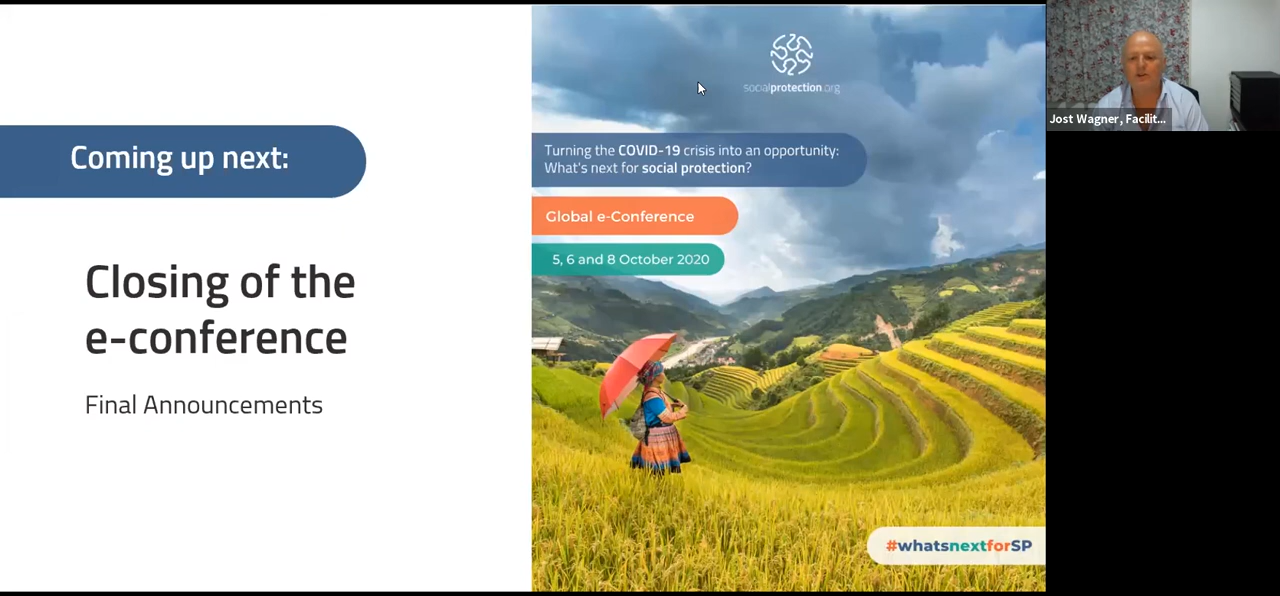 Coming up next:
Closing of the
e-conference
Final Announcements
socialprotection.org
Turning the COVID-19 crisis into an opportunity:
What's next for social protection?
Global e-Conference
5, 6 and 8 October 2020
#whatsnextforSP
Jost Wagner, Facilit...